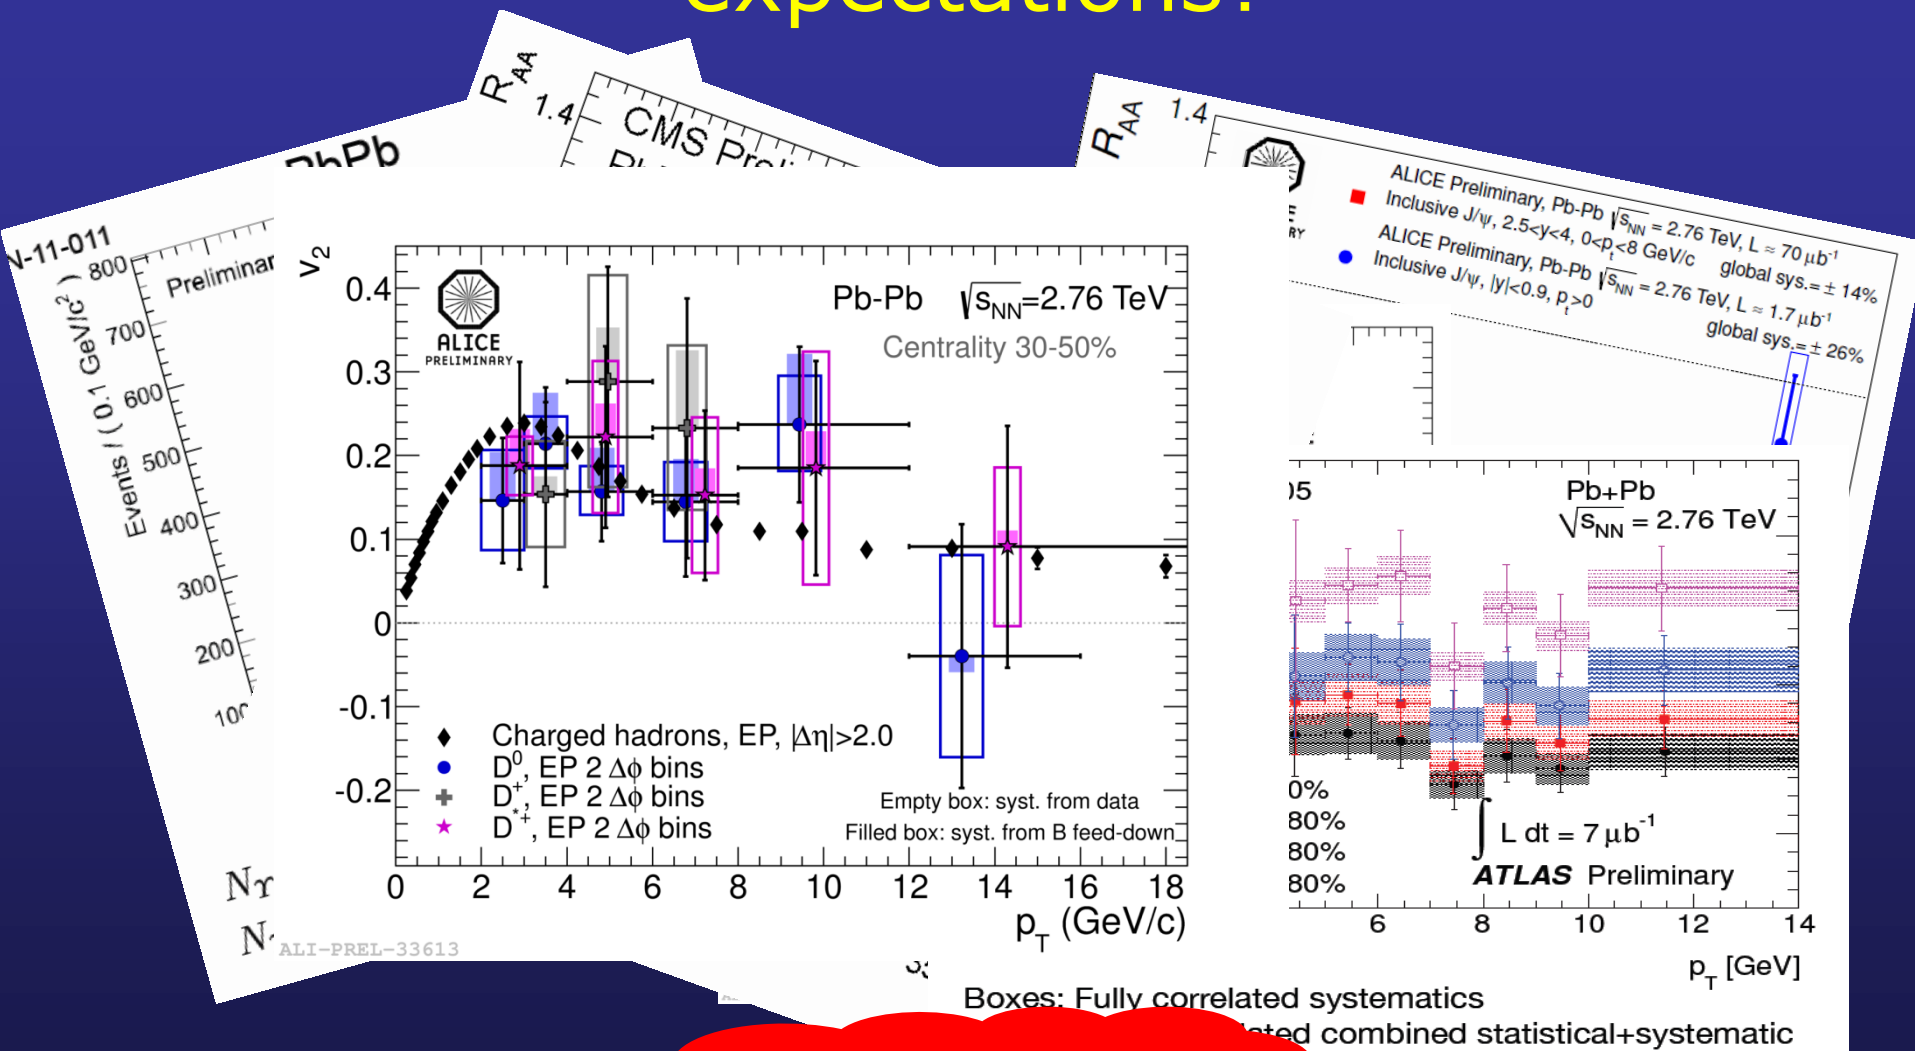 expectations?
R_AA
1.4
CMS
PbPb
N-11-011
Events / ( 0.1 GeV/c² )
800
700
600
500
400
300
200
100
v₂
0.4
0.3
0.2
0.1
0
-0.1
-0.2
ALICE
PRELIMINARY
Pb-Pb √s_NN=2.76 TeV
Centrality 30-50%
Charged hadrons, EP, |Δη|>2.0
D⁰, EP 2 Δϕ bins
D⁺, EP 2 Δϕ bins
D*⁺, EP 2 Δϕ bins
Empty box: syst. from data
Filled box: syst. from B feed-down
0 2 4 6 8 10 12 14 16 18
p_T (GeV/c)
ALI-PREL-33613
R_AA
1.4
ALICE Preliminary, Pb-Pb √s_NN = 2.76 TeV, L ≈ 70 μb⁻¹
Inclusive J/ψ, 2.5<y<4, 0<p_t<8 GeV/c global sys.= ± 14%
ALICE Preliminary, Pb-Pb √s_NN = 2.76 TeV, L ≈ 1.7 μb⁻¹
Inclusive J/ψ, |y|<0.9, p_t>0 global sys.= ± 26%
Pb+Pb
√s_NN = 2.76 TeV
0%
80%
80%
80%
∫ L dt = 7 μb⁻¹
ATLAS Preliminary
6 8 10 12 14
p_T [GeV]
Boxes: Fully correlated systematics
combined statistical+systematic